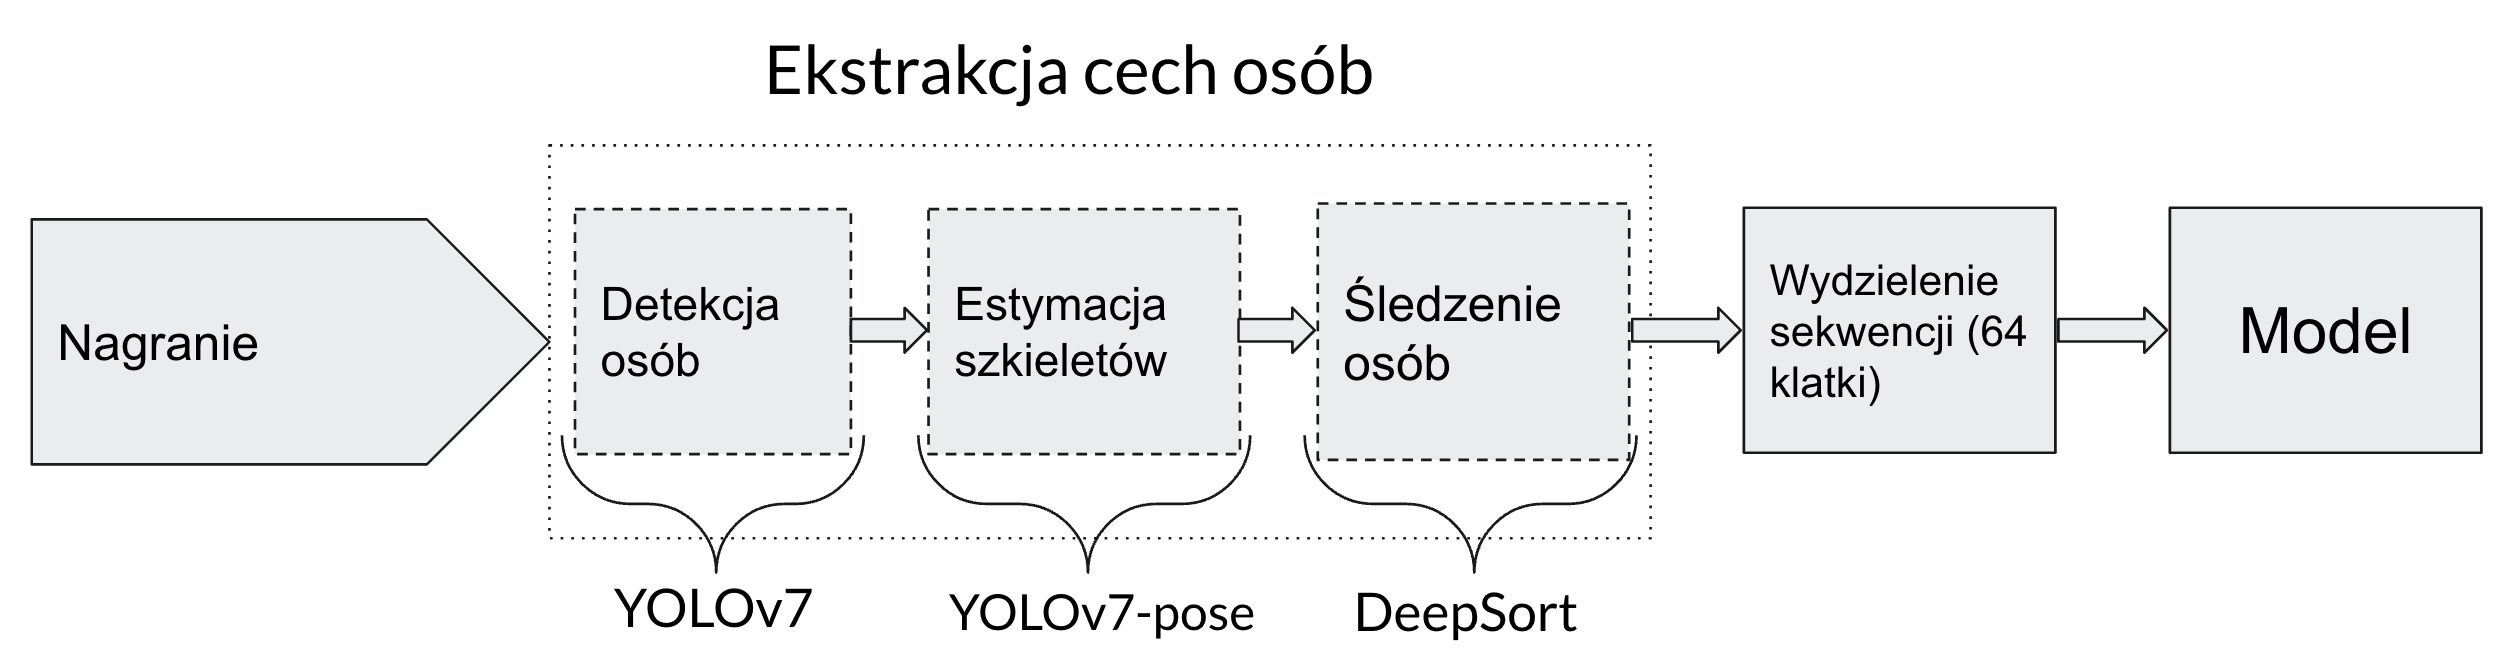 Ekstrakcja cech osób
Nagranie
Detekcja
osób
Estymacja
szkieletów
Śledzenie
osób
Wydzielenie
sekwencji (64
klatki)
Model
YOLOv7
YOLOv7-pose
DeepSort